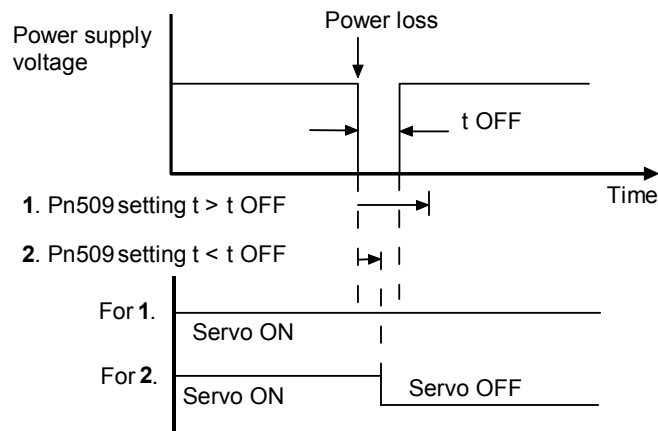 Power supply
voltage
Power loss
t OFF
Time
1. Pn509 setting t > t OFF
2. Pn509 setting t < t OFF
For 1.
Servo ON
For 2.
Servo ON
Servo OFF